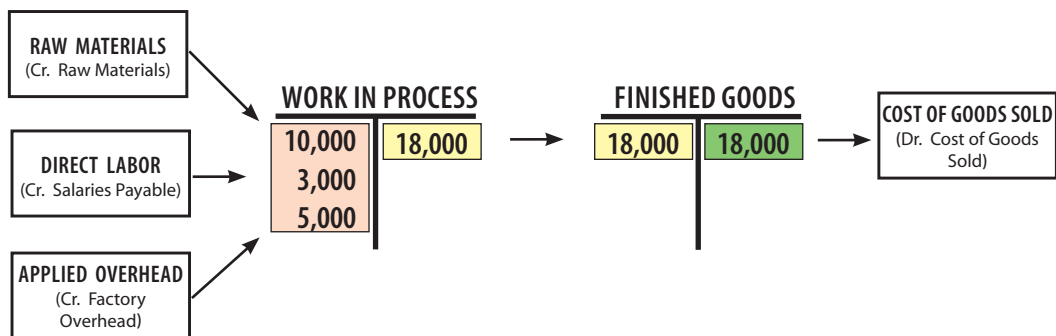 RAW MATERIALS
(Cr. Raw Materials)
DIRECT LABOR
(Cr. Salaries Payable)
APPLIED OVERHEAD
(Cr. Factory
Overhead)
WORK IN PROCESS
10,000 18,000
3,000
5,000
FINISHED GOODS
18,000 18,000
COST OF GOODS SOLD
(Dr. Cost of Goods
Sold)